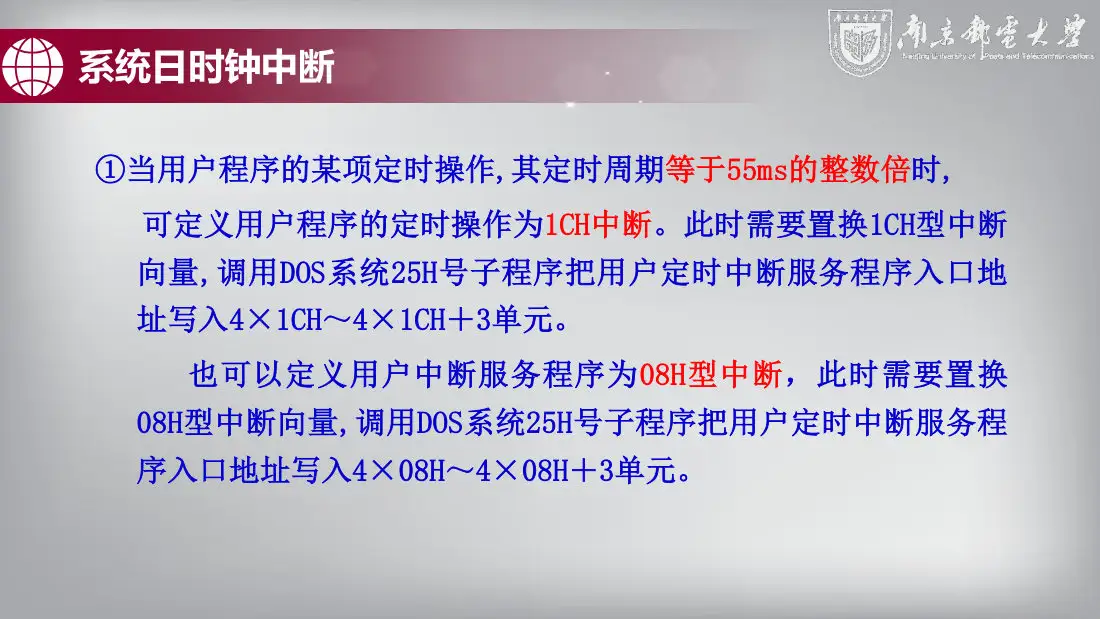 系统日时钟中断
南京邮电大学
Nanjing University of Posts and Telecommunications
①当用户程序的某项定时操作,其定时周期等于55ms的整数倍时,
可定义用户程序的定时操作为1CH中断。此时需要置换1CH型中断
向量,调用DOS系统25H号子程序把用户定时中断服务程序入口地
址写入4×1CH～4×1CH＋3单元。
也可以定义用户中断服务程序为08H型中断，此时需要置换
08H型中断向量,调用DOS系统25H号子程序把用户定时中断服务程
序入口地址写入4×08H～4×08H＋3单元。